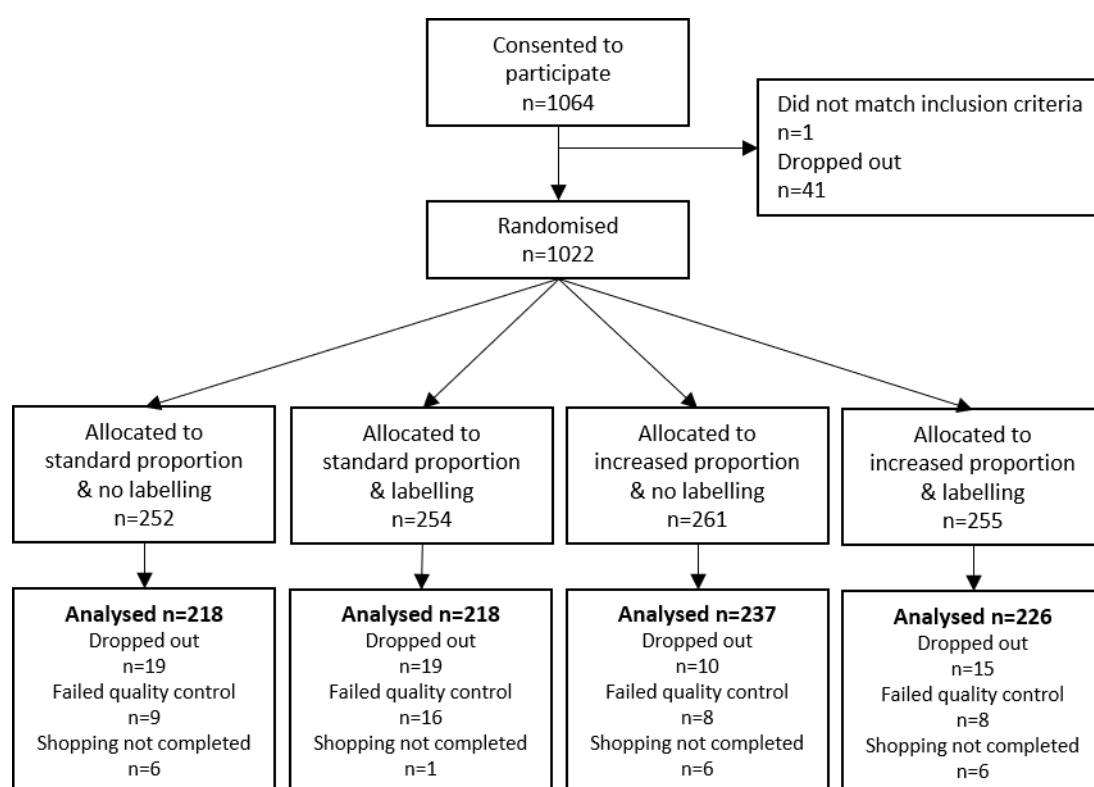 Consented to
participate
n=1064
Did not match inclusion criteria
n=1
Dropped out
n=41
Randomised
n=1022
Allocated to
standard proportion
& no labelling
n=252
Allocated to
standard proportion
& labelling
n=254
Allocated to
increased proportion
& no labelling
n=261
Allocated to
increased proportion
& labelling
n=255
Analysed n=218
Dropped out
n=19
Failed quality control
n=9
Shopping not completed
n=6
Analysed n=218
Dropped out
n=19
Failed quality control
n=16
Shopping not completed
n=1
Analysed n=237
Dropped out
n=10
Failed quality control
n=8
Shopping not completed
n=6
Analysed n=226
Dropped out
n=15
Failed quality control
n=8
Shopping not completed
n=6